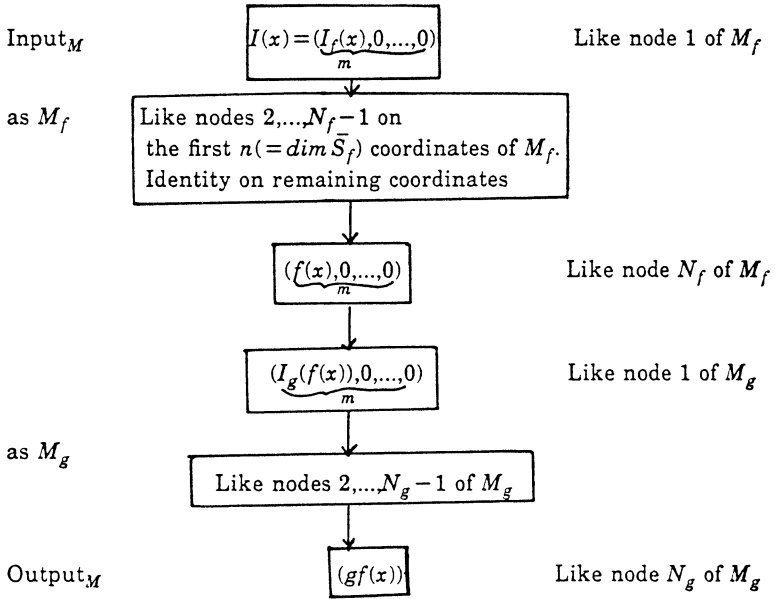 Input_M I(x) = (I_f(x),0,...,0) Like node 1 of M_f
m
as M_f Like nodes 2,...,N_f − 1 on
the first n(= dim S̄_f) coordinates of M_f.
Identity on remaining coordinates
(f(x),0,...,0) Like node N_f of M_f
m
(I_g(f(x)),0,...,0) Like node 1 of M_g
m
as M_g
Like nodes 2,...,N_g − 1 of M_g
Output_M (gf(x)) Like node N_g of M_g